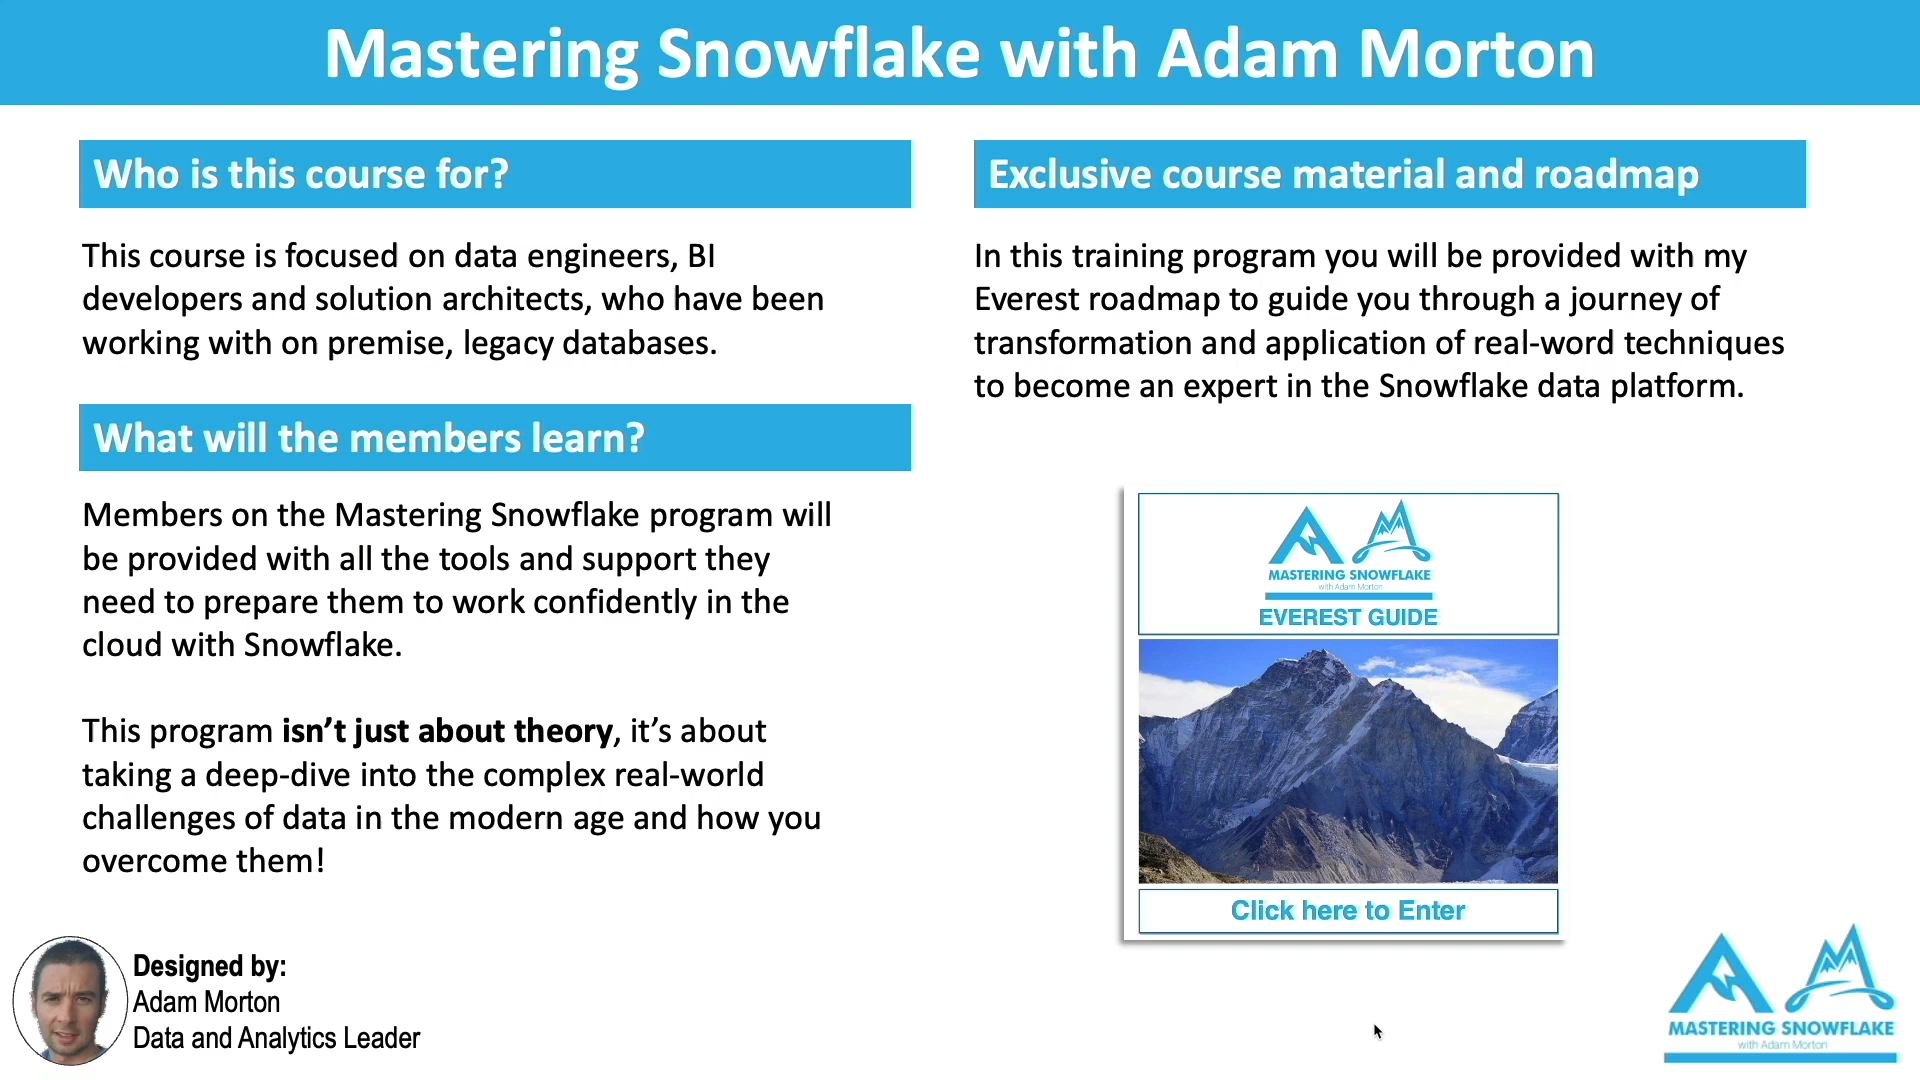 Mastering Snowflake with Adam Morton
Who is this course for?
This course is focused on data engineers, BI
developers and solution architects, who have been
working with on premise, legacy databases.
What will the members learn?
Members on the Mastering Snowflake program will
be provided with all the tools and support they
need to prepare them to work confidently in the
cloud with Snowflake.
This program isn’t just about theory, it’s about
taking a deep-dive into the complex real-world
challenges of data in the modern age and how you
overcome them!
Designed by:
Adam Morton
Data and Analytics Leader
Exclusive course material and roadmap
In this training program you will be provided with my
Everest roadmap to guide you through a journey of
transformation and application of real-word techniques
to become an expert in the Snowflake data platform.
MASTERING SNOWFLAKE
with Adam Morton
EVEREST GUIDE
Click here to Enter
MASTERING SNOWFLAKE
with Adam Morton